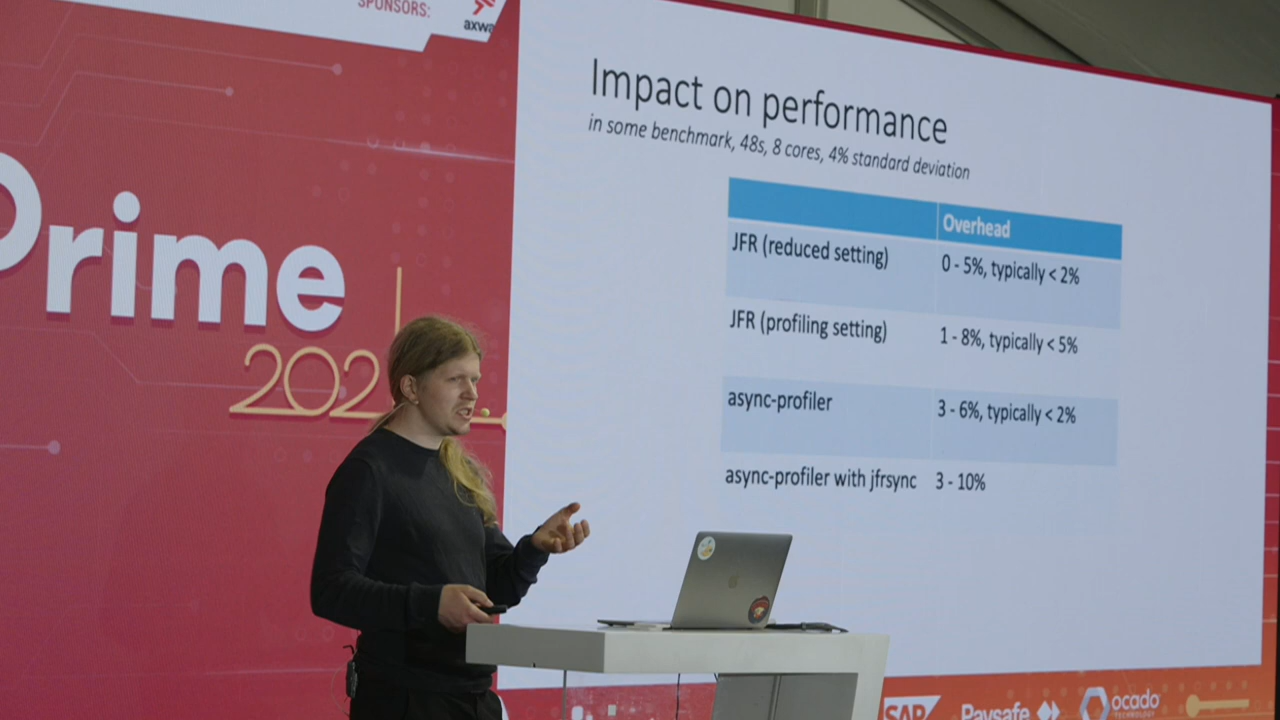 SPONSORS:
axwa
Prime
202
Impact on performance
in some benchmark, 48s, 8 cores, 4% standard deviation
Overhead
JFR (reduced setting) 0 - 5%, typically < 2%
JFR (profiling setting) 1 - 8%, typically < 5%
async-profiler 3 - 6%, typically < 2%
async-profiler with jfrsync 3 - 10%
SAP Paysafe ocado
TECHNOLOGY